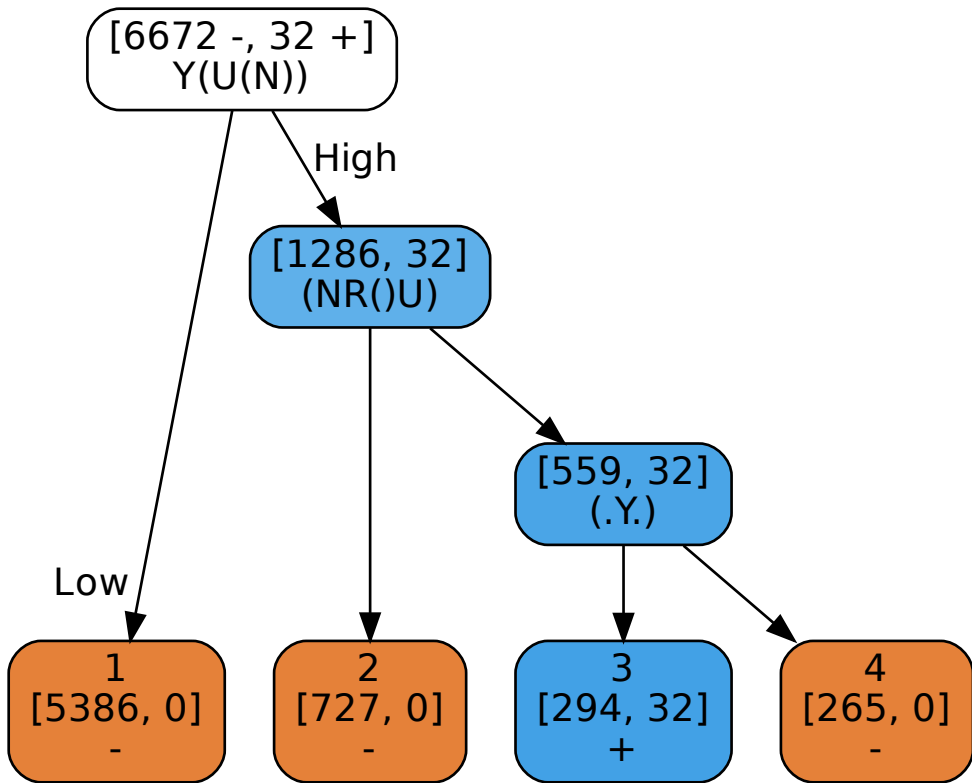 [6672 -, 32 +]
Y(U(N))
High
[1286, 32]
(NR()U)
[559, 32]
(.Y.)
Low
1
[5386, 0]
-
2
[727, 0]
-
3
[294, 32]
+
4
[265, 0]
-